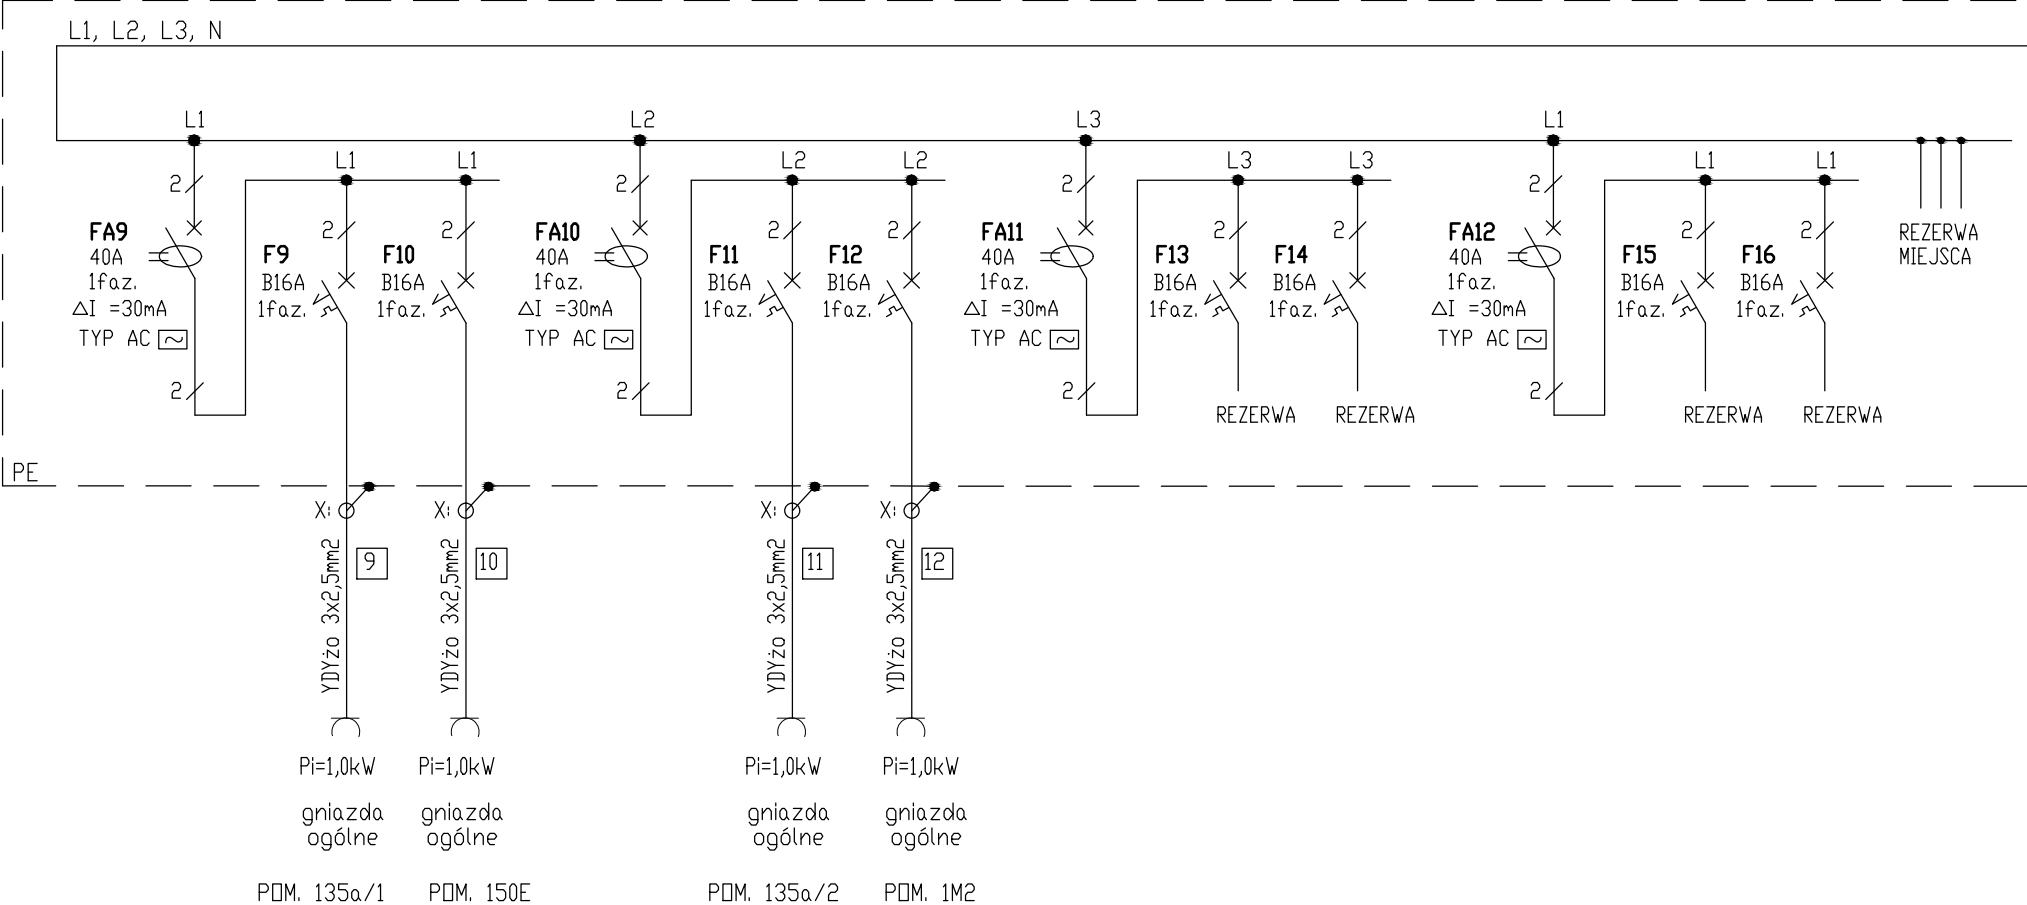 L1, L2, L3, N
L1
L2
L3
L1
L1
L1
L2
L2
L3
L3
L1
L1
2
2
2
2
2
2
2
2
2
2
2
2
FA9
40A
1faz.
ΔI =30mA
TYP AC ~
F9
B16A
1faz.
F10
B16A
1faz.
FA10
40A
1faz.
ΔI =30mA
TYP AC ~
F11
B16A
1faz.
F12
B16A
1faz.
FA11
40A
1faz.
ΔI =30mA
TYP AC ~
F13
B16A
1faz.
F14
B16A
1faz.
FA12
40A
1faz.
ΔI =30mA
TYP AC ~
F15
B16A
1faz.
F16
B16A
1faz.
REZERWA
MIEJSCA
2
2
2
2
REZERWA
REZERWA
REZERWA
REZERWA
PE
X:
X:
X:
X:
YDYżo 3x2,5mm2
9
YDYżo 3x2,5mm2
10
YDYżo 3x2,5mm2
11
YDYżo 3x2,5mm2
12
Pi=1,0kW
gniazda
ogólne
POM. 135a/1
Pi=1,0kW
gniazda
ogólne
POM. 150E
Pi=1,0kW
gniazda
ogólne
POM. 135a/2
Pi=1,0kW
gniazda
ogólne
POM. 1M2